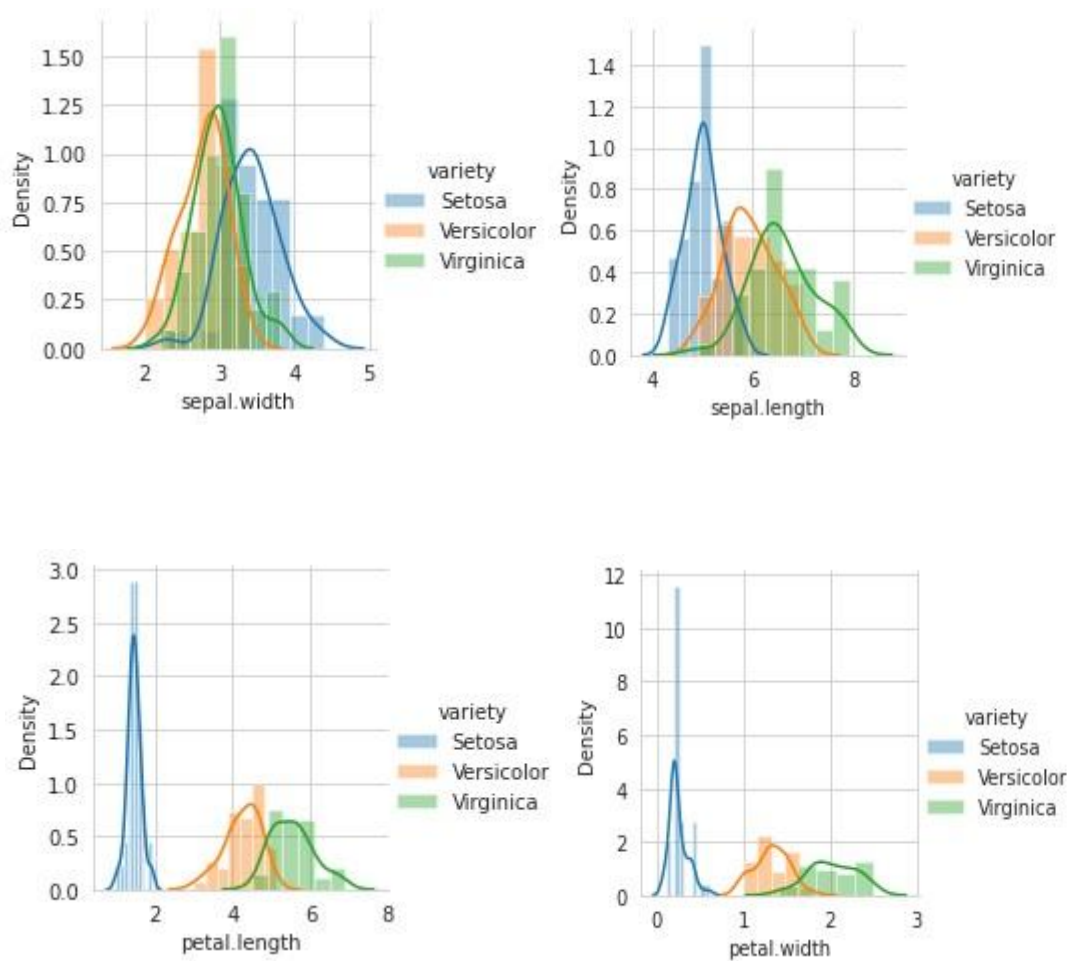 1.50
1.25
1.00
0.75
0.50
0.25
0.00
Density
2 3 4 5
sepal.width
variety
Setosa
Versicolor
Virginica
1.4
1.2
1.0
0.8
0.6
0.4
0.2
0.0
Density
4 6 8
sepal.length
variety
Setosa
Versicolor
Virginica
3.0
2.5
2.0
1.5
1.0
0.5
0.0
Density
2 4 6 8
petal.length
variety
Setosa
Versicolor
Virginica
12
10
8
6
4
2
0
Density
0 1 2 3
petal.width
variety
Setosa
Versicolor
Virginica